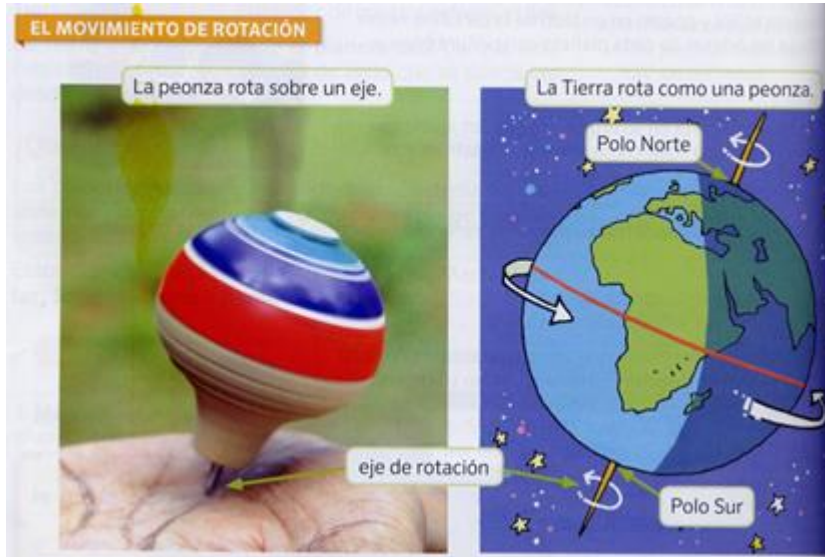 EL MOVIMIENTO DE ROTACIÓN
La peonza rota sobre un eje.
La Tierra rota como una peonza.
Polo Norte
eje de rotación
Polo Sur